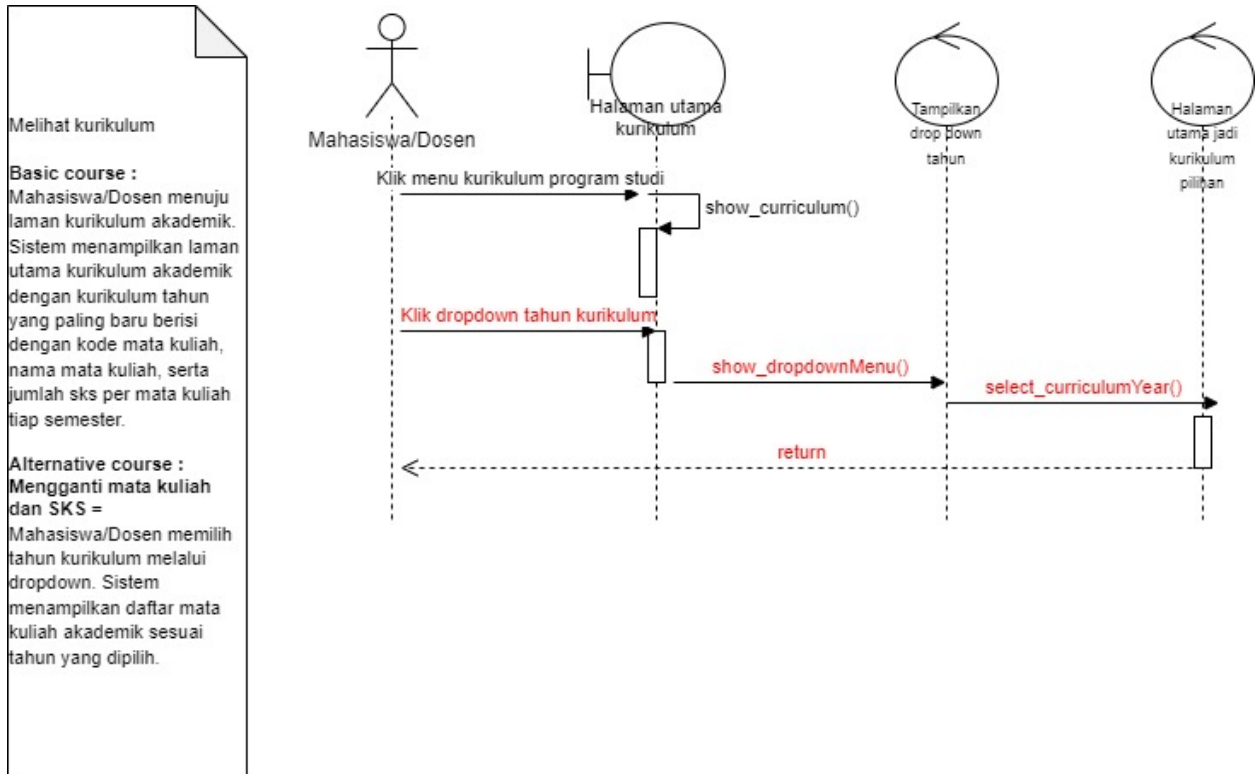 Melihat kurikulum
Basic course :
Mahasiswa/Dosen menuju
laman kurikulum akademik.
Sistem menampilkan laman
utama kurikulum akademik
dengan kurikulum tahun
yang paling baru berisi
dengan kode mata kuliah,
nama mata kuliah, serta
jumlah sks per mata kuliah
tiap semester.
Alternative course :
Mengganti mata kuliah
dan SKS =
Mahasiswa/Dosen memilih
tahun kurikulum melalui
dropdown. Sistem
menampilkan daftar mata
kuliah akademik sesuai
tahun yang dipilih.
Mahasiswa/Dosen
Halaman utama
kurikulum
Tampilkan
drop down
tahun
Halaman
utama jadi
kurikulum
pilihan
Klik menu kurikulum program studi
show_curriculum()
Klik dropdown tahun kurikulum
show_dropdownMenu()
select_curriculumYear()
return